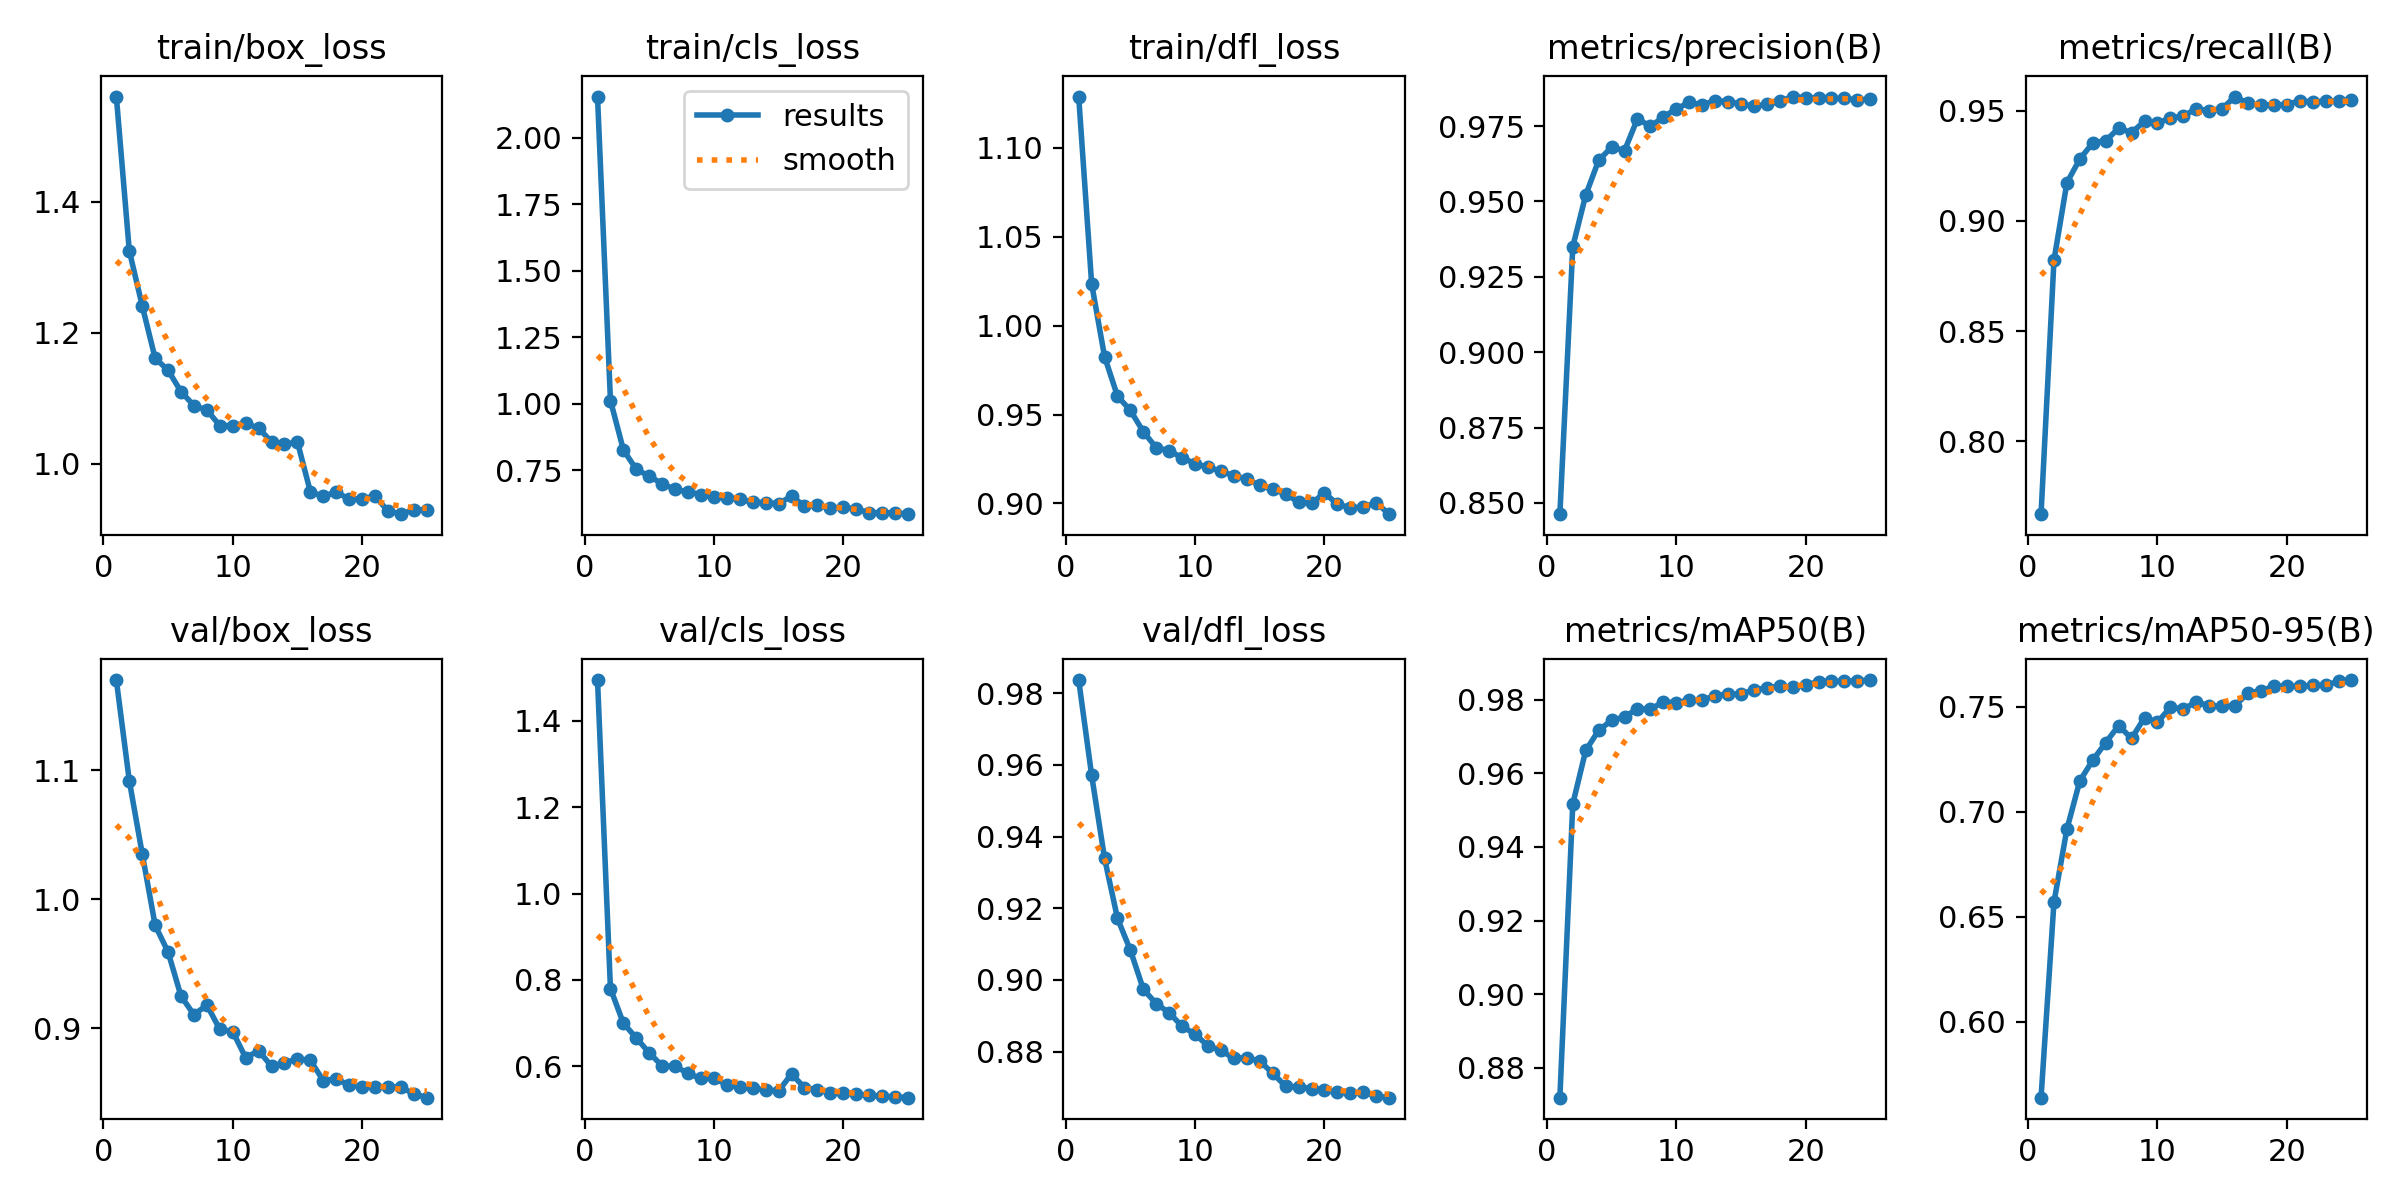 train/box_loss
1.4
1.2
1.0
0 10 20
train/cls_loss
results
smooth
2.00
1.75
1.50
1.25
1.00
0.75
0 10 20
train/dfl_loss
1.10
1.05
1.00
0.95
0.90
0 10 20
metrics/precision(B)
0.975
0.950
0.925
0.900
0.875
0.850
0 10 20
metrics/recall(B)
0.95
0.90
0.85
0.80
0 10 20
val/box_loss
1.1
1.0
0.9
0 10 20
val/cls_loss
1.4
1.2
1.0
0.8
0.6
0 10 20
val/dfl_loss
0.98
0.96
0.94
0.92
0.90
0.88
0 10 20
metrics/mAP50(B)
0.98
0.96
0.94
0.92
0.90
0.88
0 10 20
metrics/mAP50-95(B)
0.75
0.70
0.65
0.60
0 10 20